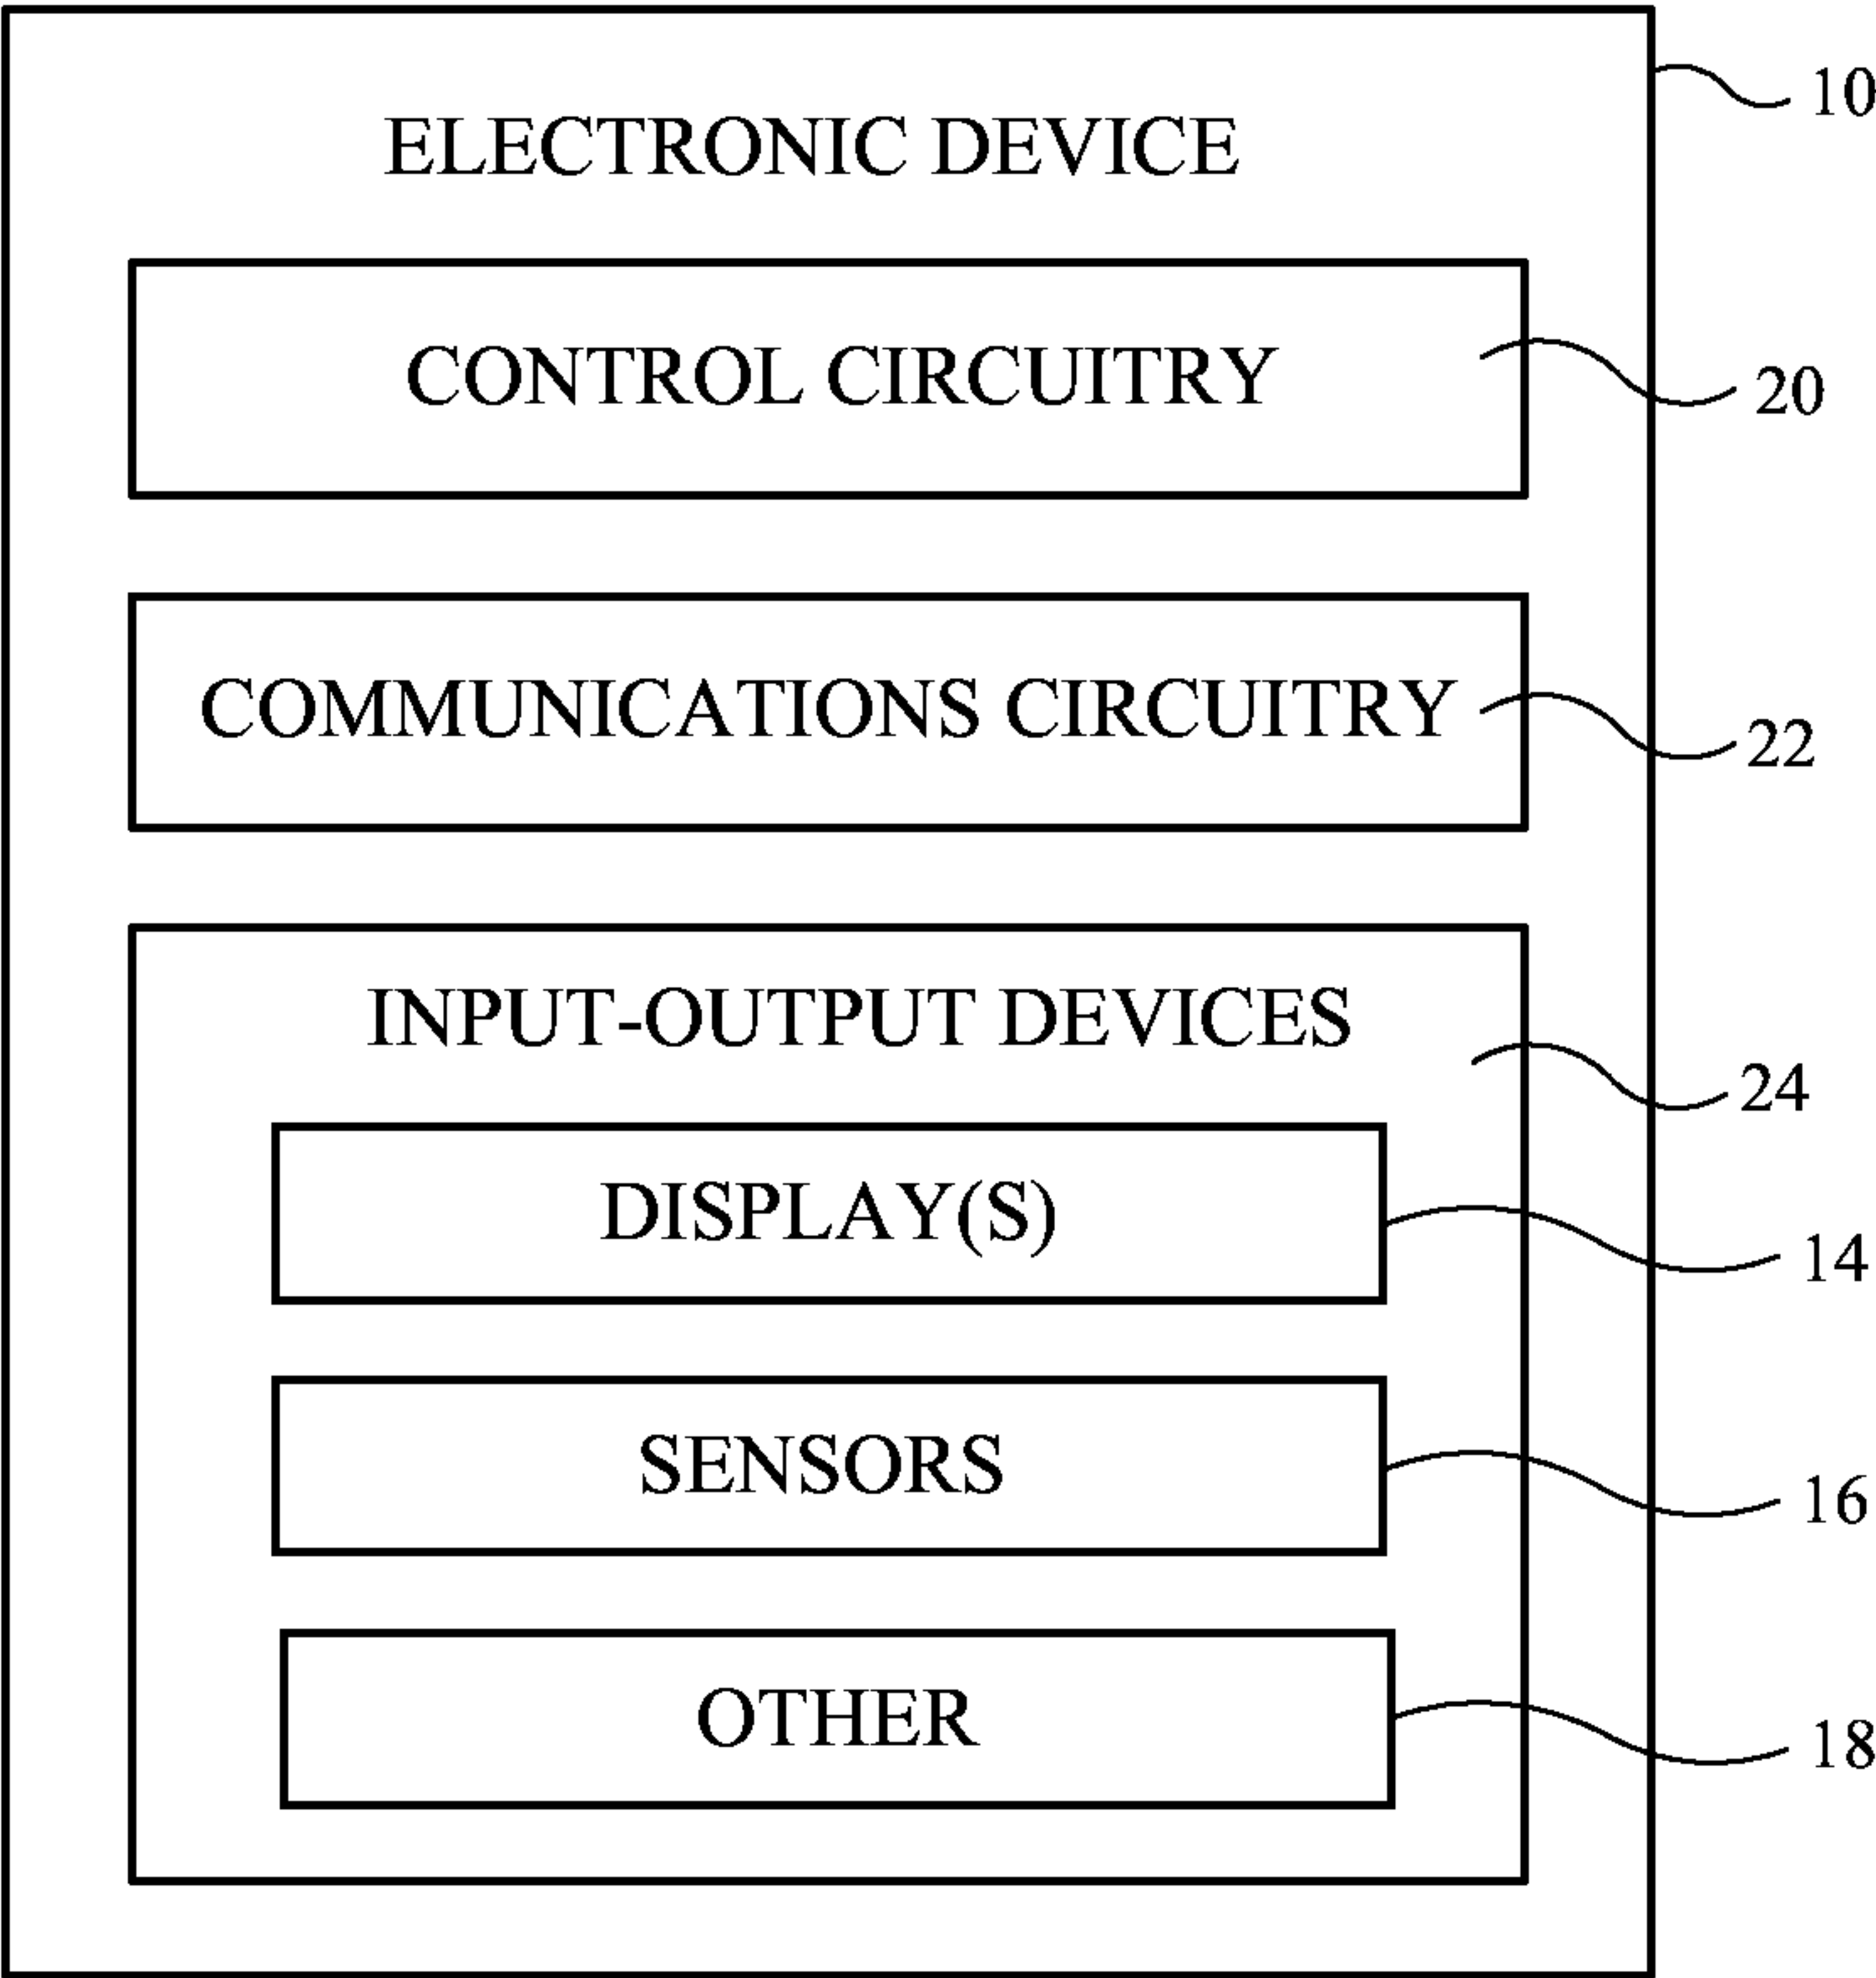 ELECTRONIC DEVICE
10
CONTROL CIRCUITRY
20
COMMUNICATIONS CIRCUITRY
22
INPUT-OUTPUT DEVICES
24
DISPLAY(S)
14
SENSORS
16
OTHER
18